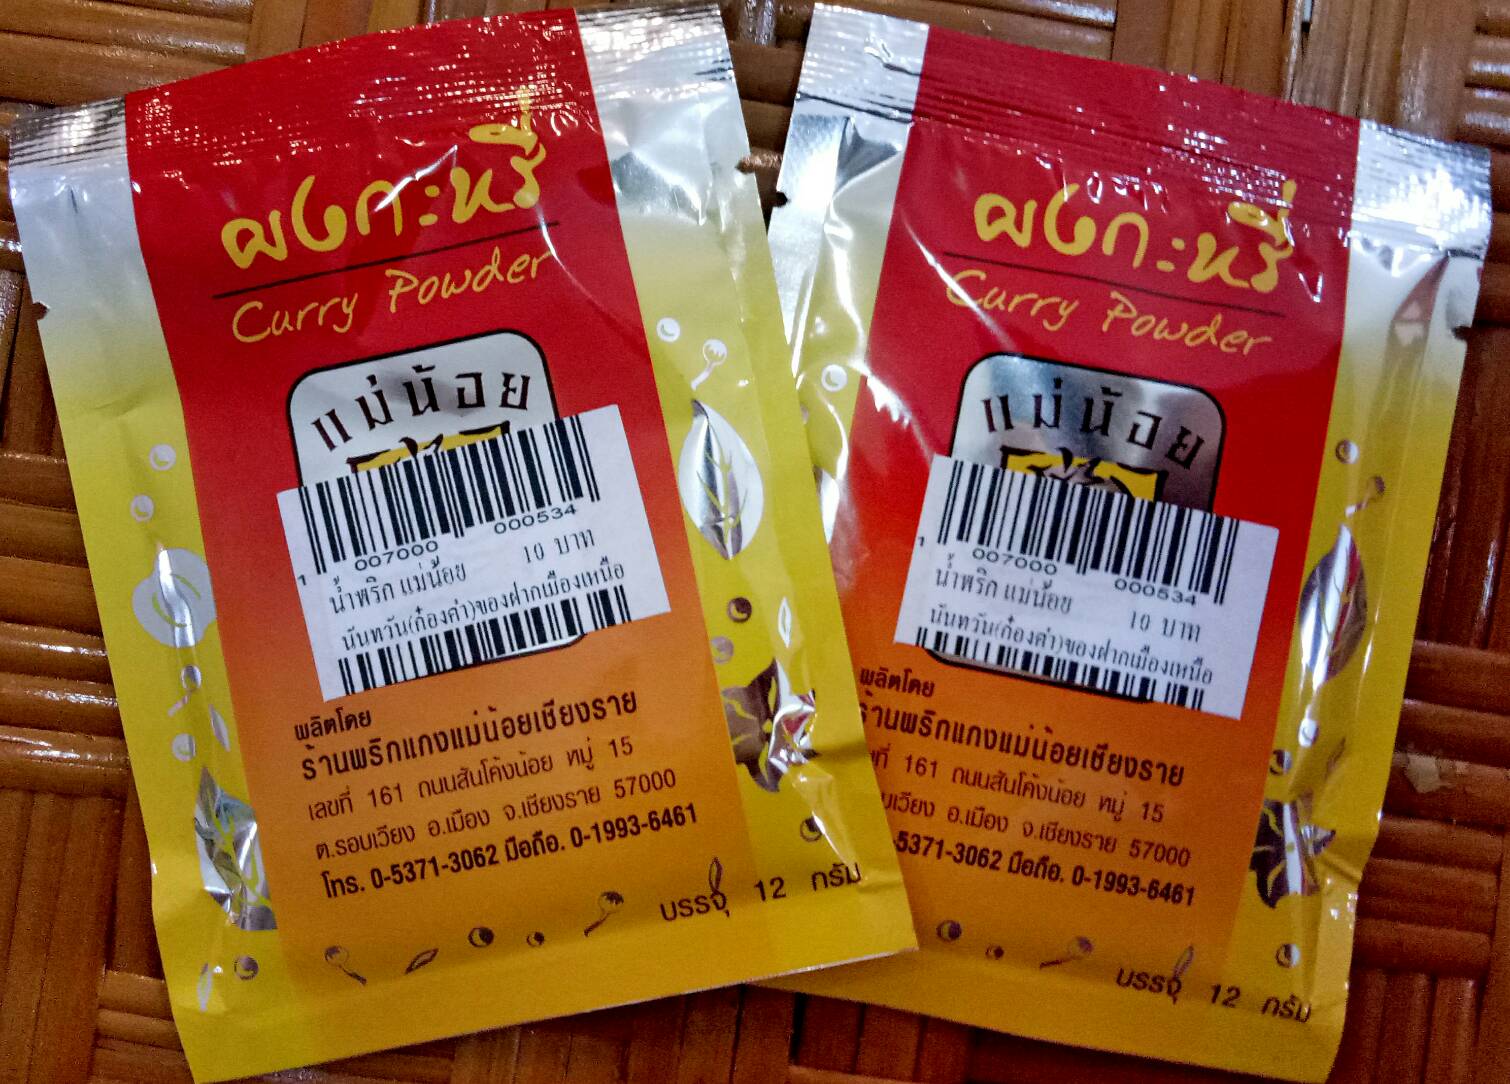 ผงกะหรี่
Curry Powder
แม่น้อย
1 007000 000534
น้ำพริก แม่น้อย 10 บาท
นันทวัน(ก๋องคำ)ของฝากเมืองเหนือ
ผลิตโดย
ร้านพริกแกงแม่น้อยเชียงราย
เลขที่ 161 ถนนสันโค้งน้อย หมู่ 15
ต.รอบเวียง อ.เมือง จ.เชียงราย 57000
โทร. 0-5371-3062 มือถือ. 0-1993-6461
บรรจุ 12 กรัม
ผงกะหรี่
Curry Powder
แม่น้อย
1 007000 000534
น้ำพริก แม่น้อย 10 บาท
นันทวัน(ก๋องคำ)ของฝากเมืองเหนือ
ผลิตโดย
ร้านพริกแกงแม่น้อยเชียงราย
161 ถนนสันโค้งน้อย หมู่ 15
อ.เมือง จ.เชียงราย 57000
5371-3062 มือถือ. 0-1993-6461
บรรจุ 12 กรัม